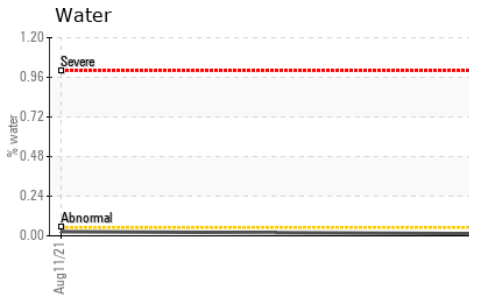 Water
1.20
Severe
0.96
0.72
% water
0.48
0.24
Abnormal
0.00
Aug11/21